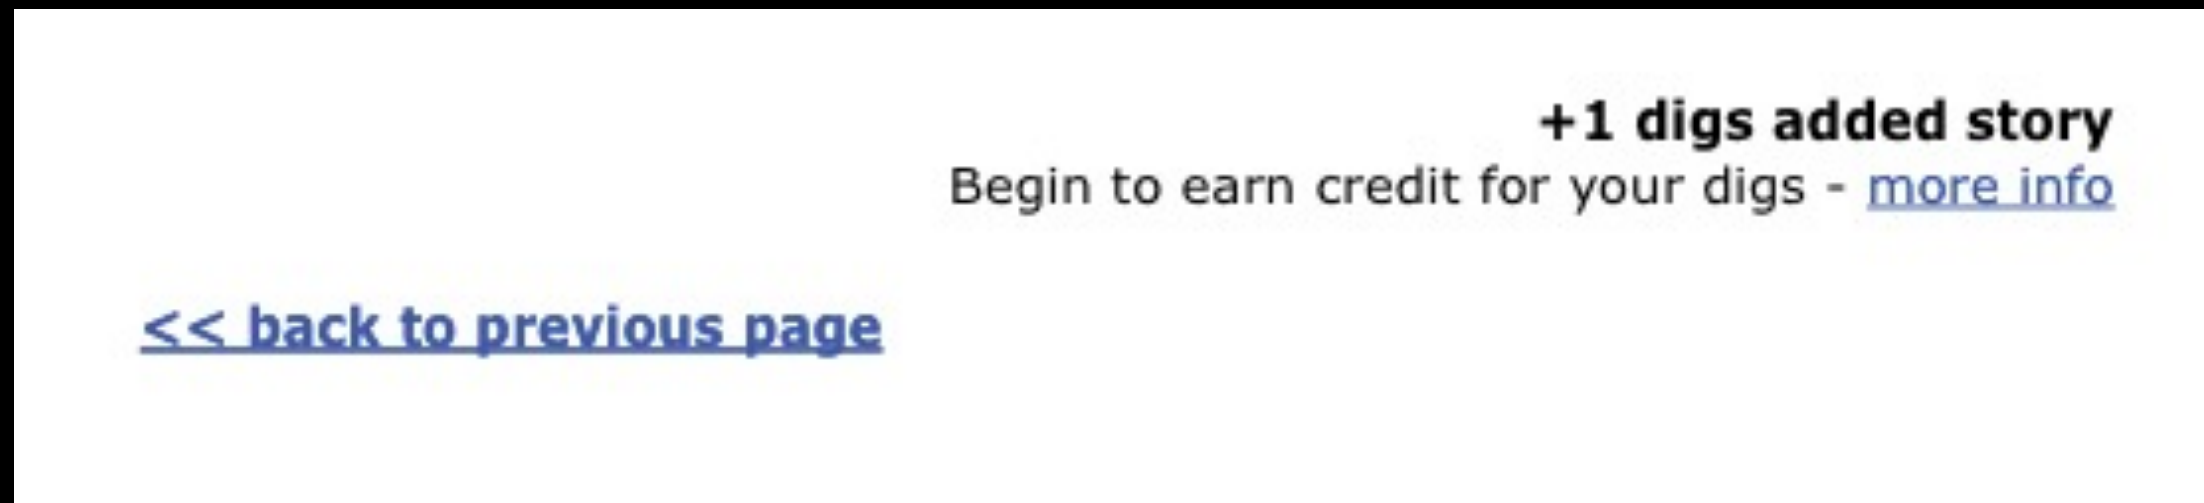 +1 digs added story
Begin to earn credit for your digs - more info
<< back to previous page